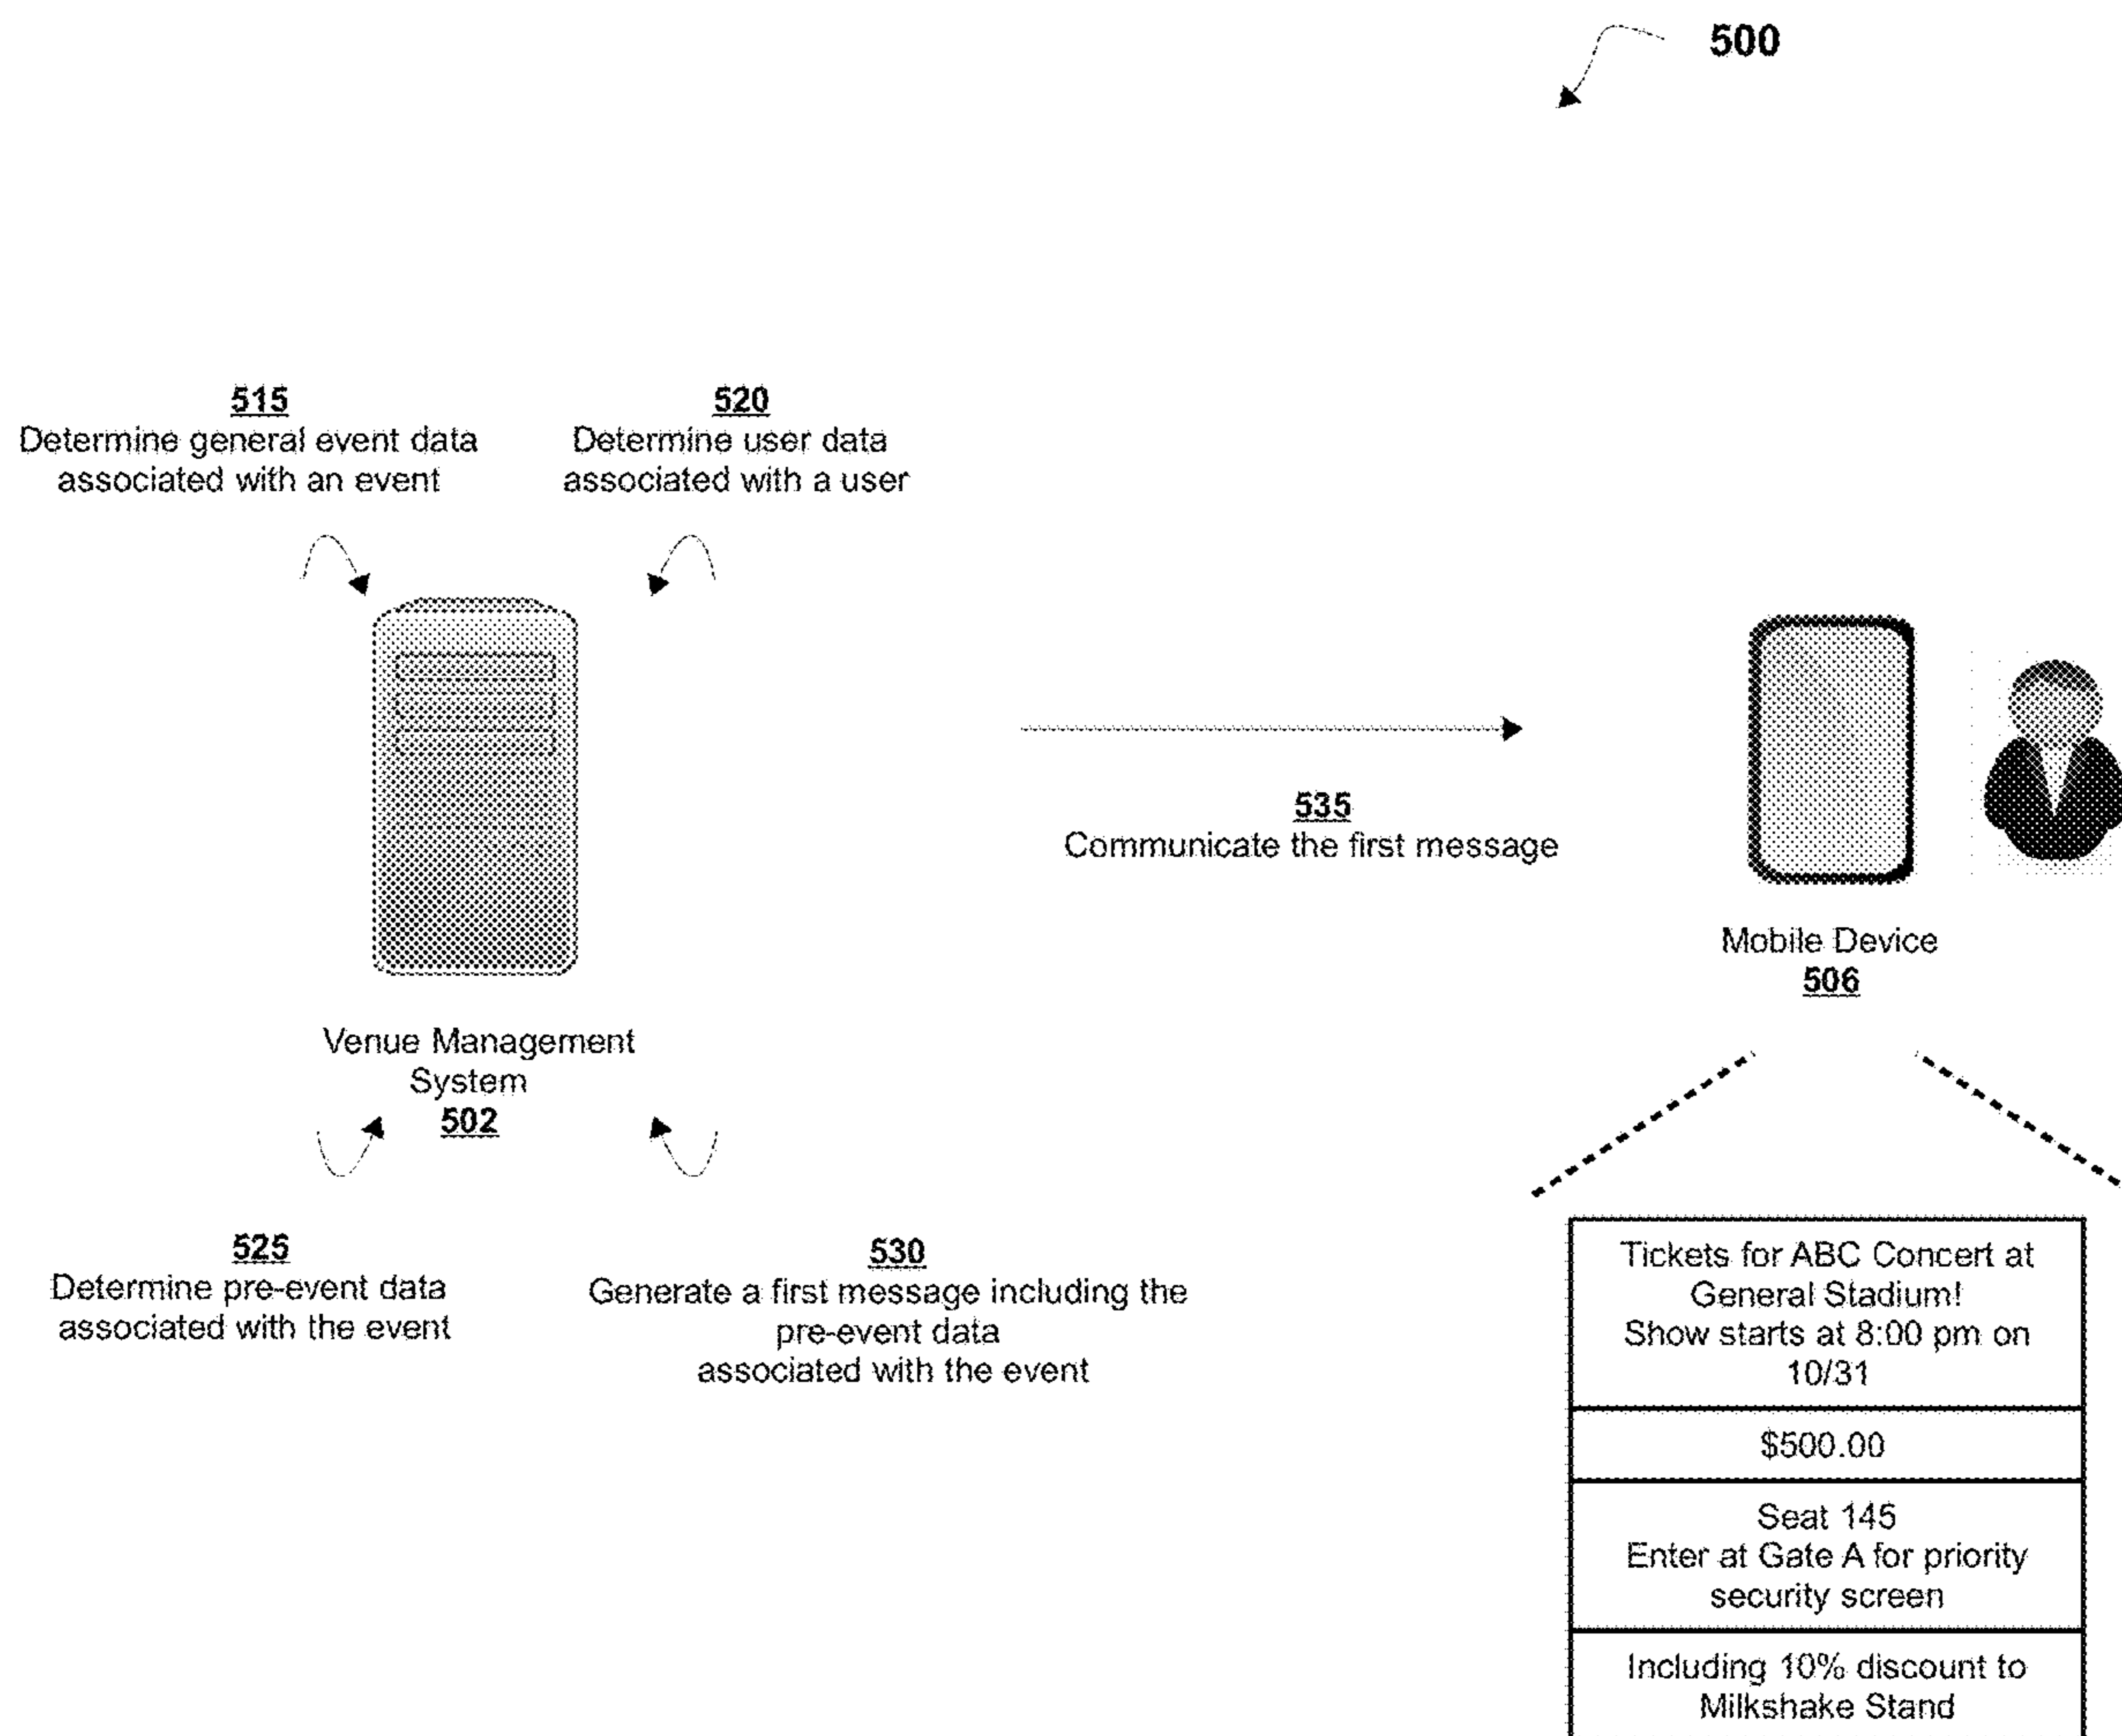 500
515
Determine general event data
associated with an event
520
Determine user data
associated with a user
535
Communicate the first message
Mobile Device
506
Venue Management
System
502
525
Determine pre-event data
associated with the event
530
Generate a first message including the
pre-event data
associated with the event
Tickets for ABC Concert at
General Stadium!
Show starts at 8:00 pm on
10/31
$500.00
Seat 145
Enter at Gate A for priority
security screen
Including 10% discount to
Milkshake Stand